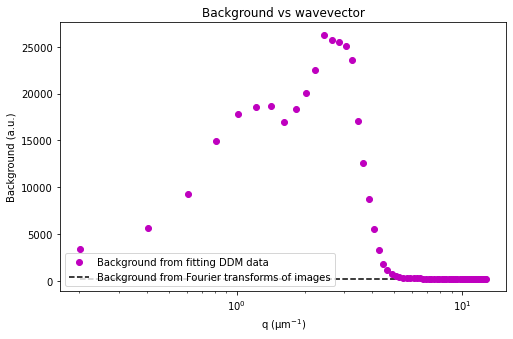 Background vs wavevector
Background (a.u.)
25000
20000
15000
10000
5000
0
Background from fitting DDM data
Background from Fourier transforms of images
10⁰
10¹
q (μm⁻¹)